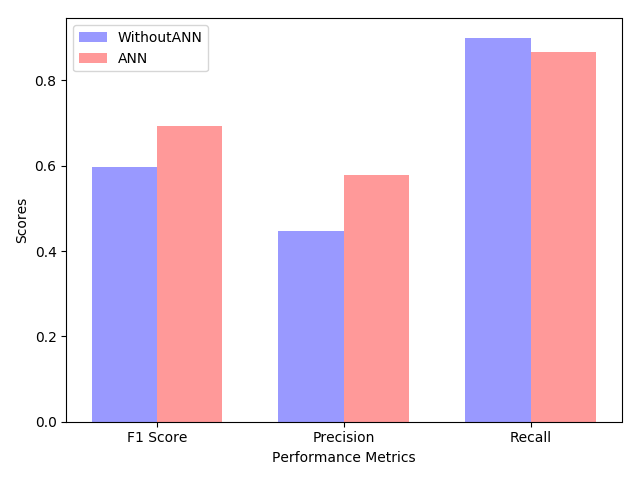 WithoutANN
ANN
0.8
0.6
0.4
0.2
0.0
Scores
F1 Score
Precision
Recall
Performance Metrics